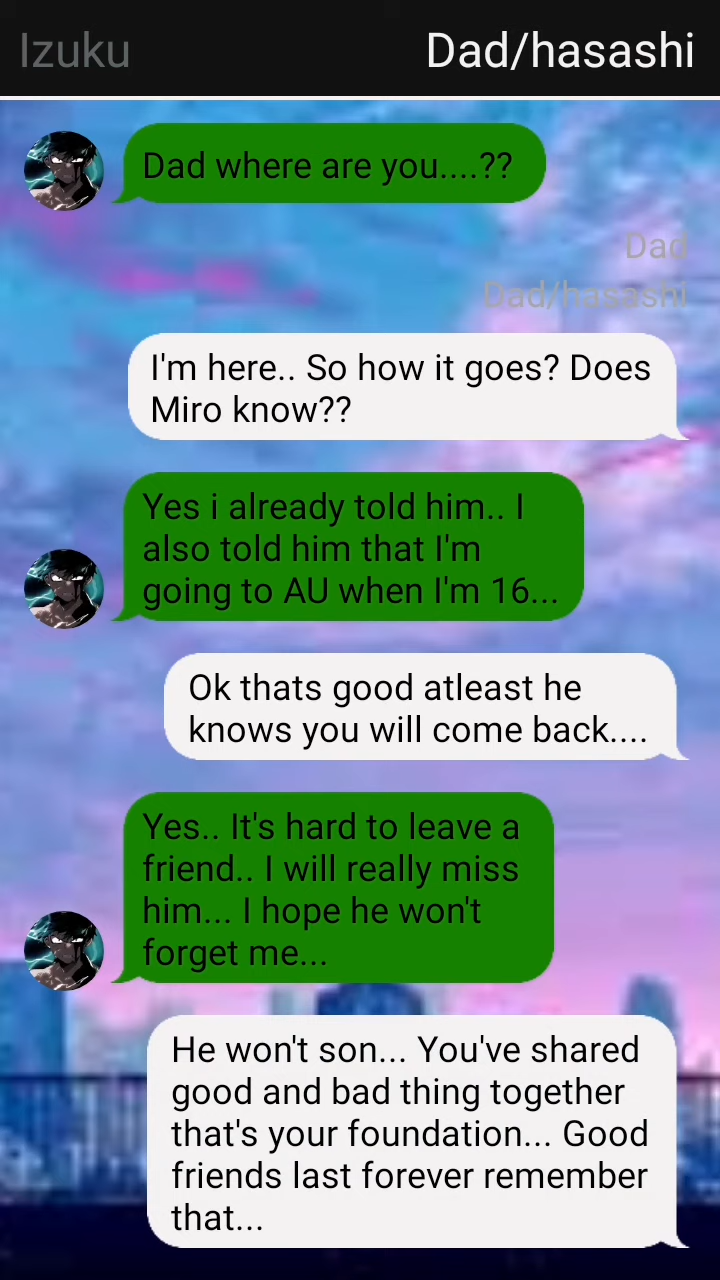 Izuku
Dad/hasashi
Dad where are you....??
Dad
Dad/hasashi
I'm here.. So how it goes? Does
Miro know??
Yes i already told him.. I
also told him that I'm
going to AU when I'm 16...
Ok thats good atleast he
knows you will come back....
Yes.. It's hard to leave a
friend.. I will really miss
him... I hope he won't
forget me...
He won't son... You've shared
good and bad thing together
that's your foundation... Good
friends last forever remember
that...